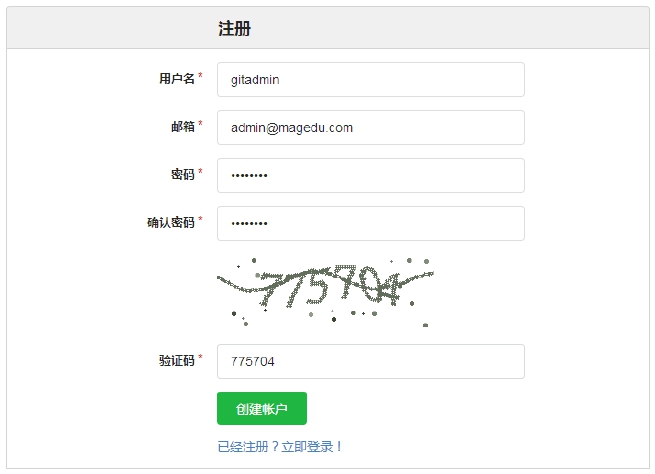 注册
用户名 * gitadmin
邮箱 * admin@magedu.com
密码 * ••••••••
确认密码 * ••••••••
775704
验证码 * 775704
创建帐户
已经注册？立即登录！